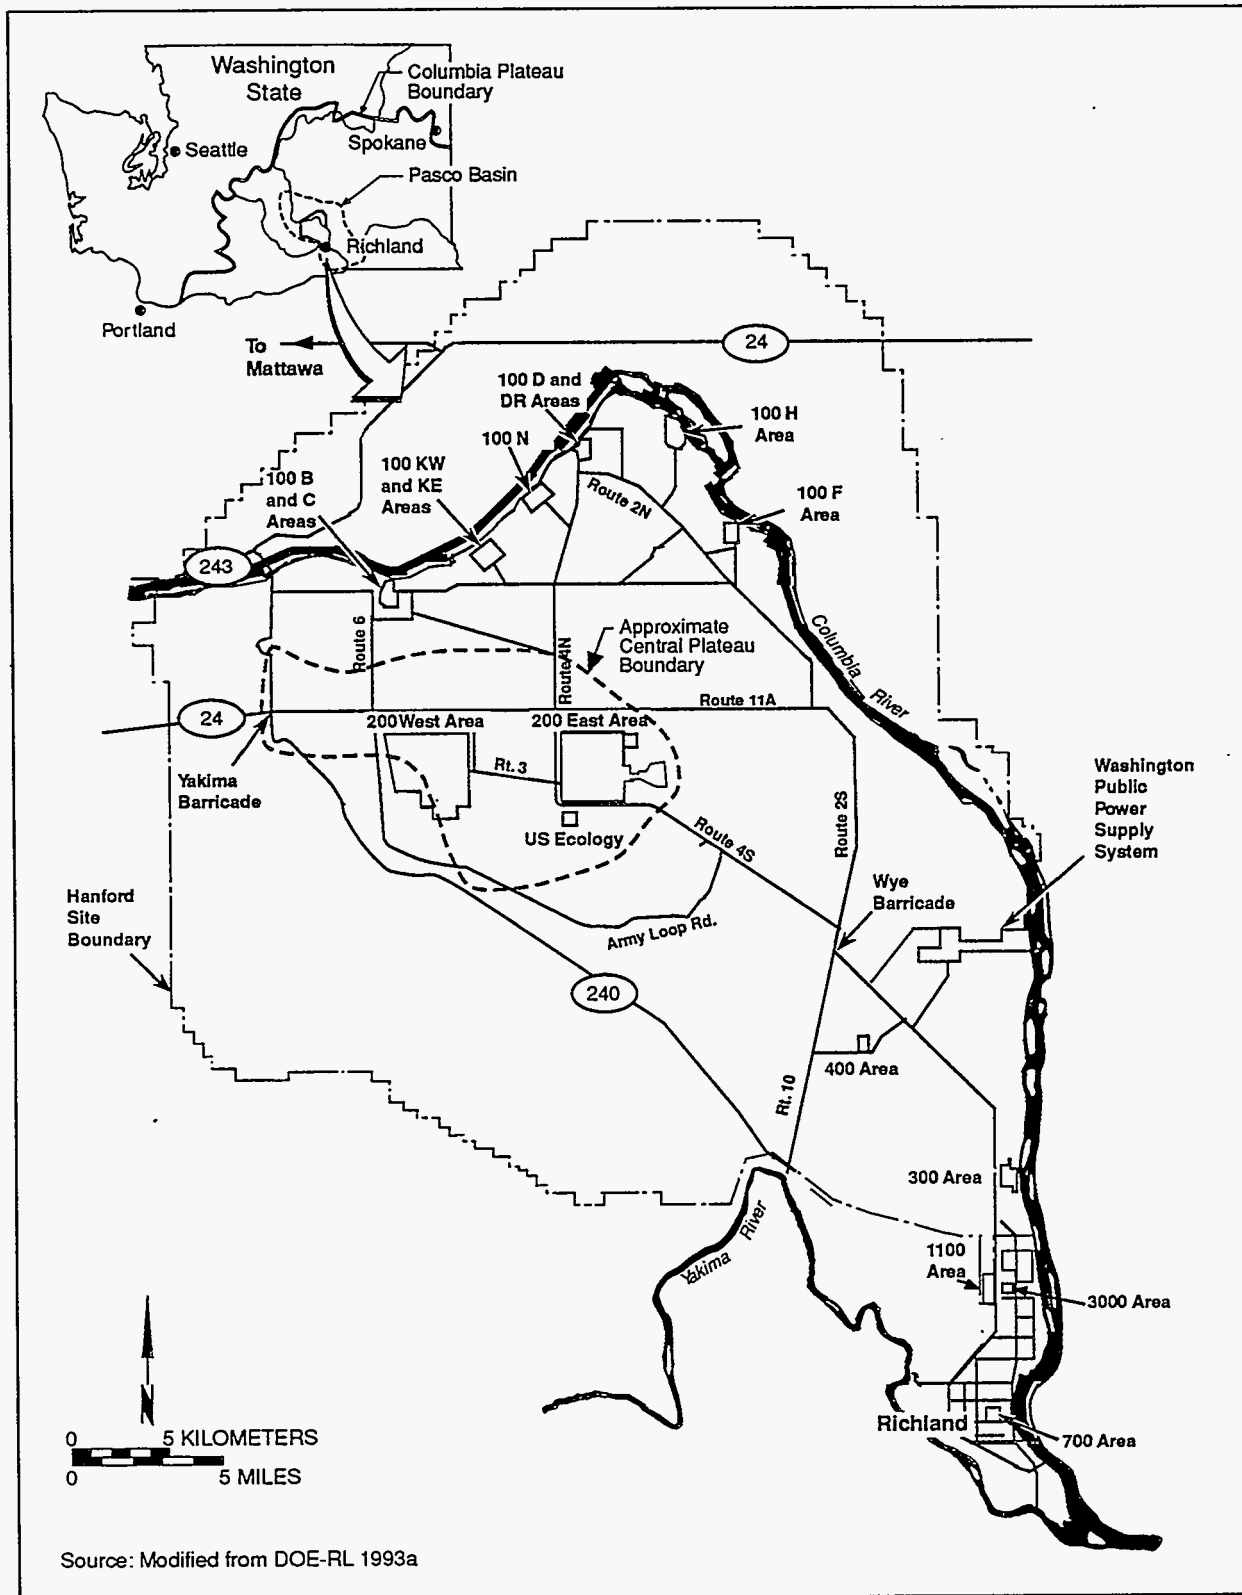 Washington
State
Columbia Plateau
Boundary
Spokane
Seattle
Pasco Basin
Richland
Portland
To
Mattawa
24
100 D and
DR Areas
100 H
Area
100 N
100 KW
and KE
Areas
100 B
and C
Areas
Route 2N
100 F
Area
243
Columbia
River
Route 6
Route 4N
Approximate
Central Plateau
Boundary
Route 11A
24
200 West Area
200 East Area
Rt. 3
Yakima
Barricade
Washington
Public
Power
Supply
System
US Ecology
Route 4S
Route 2S
Wye
Barricade
Hanford
Site
Boundary
Army Loop Rd.
240
400 Area
Rt. 10
300 Area
Yakima
River
1100
Area
3000 Area
Richland
700 Area
N
0 5 KILOMETERS
0 5 MILES
Source: Modified from DOE-RL 1993a